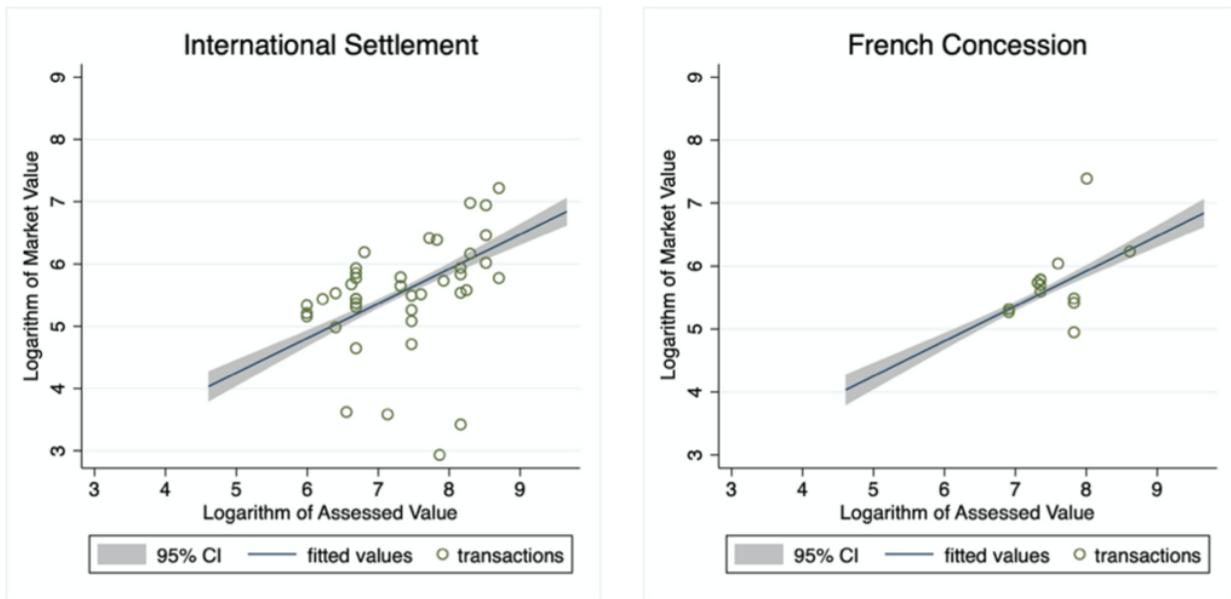 International Settlement
Logarithm of Market Value
9
8
7
6
5
4
3
3 4 5 6 7 8 9
Logarithm of Assessed Value
95% CI fitted values transactions
French Concession
Logarithm of Market Value
9
8
7
6
5
4
3
3 4 5 6 7 8 9
Logarithm of Assessed Value
95% CI fitted values transactions